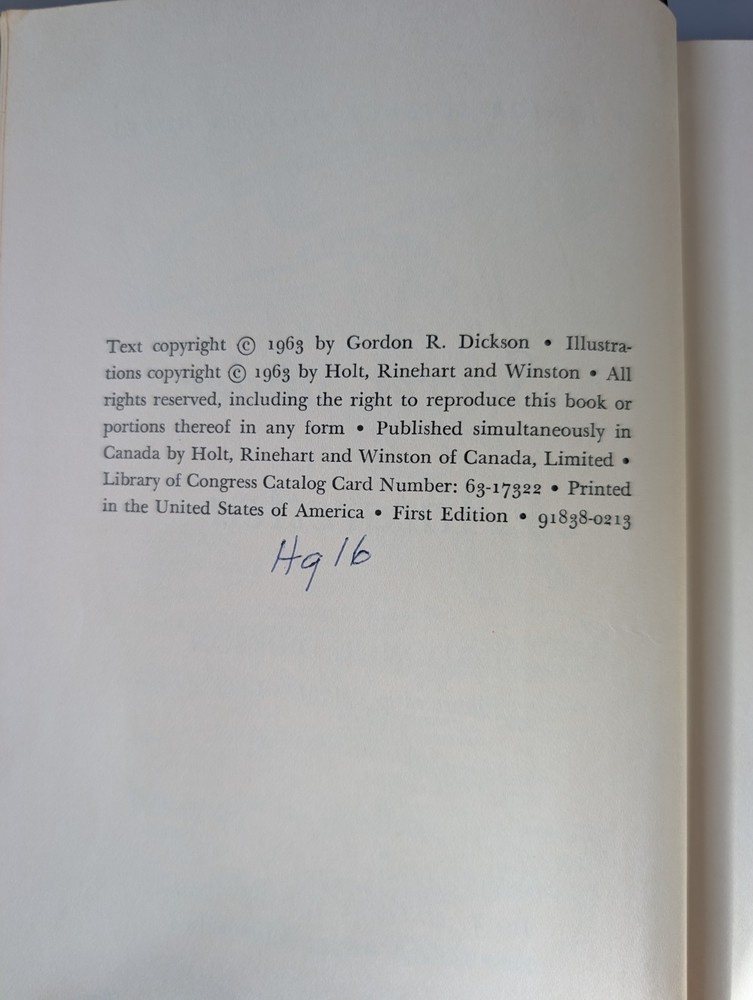 Text copyright © 1963 by Gordon R. Dickson • Illustra-
tions copyright © 1963 by Holt, Rinehart and Winston • All
rights reserved, including the right to reproduce this book or
portions thereof in any form • Published simultaneously in
Canada by Holt, Rinehart and Winston of Canada, Limited •
Library of Congress Catalog Card Number: 63-17322 • Printed
in the United States of America • First Edition • 91838-0213
Hg 16